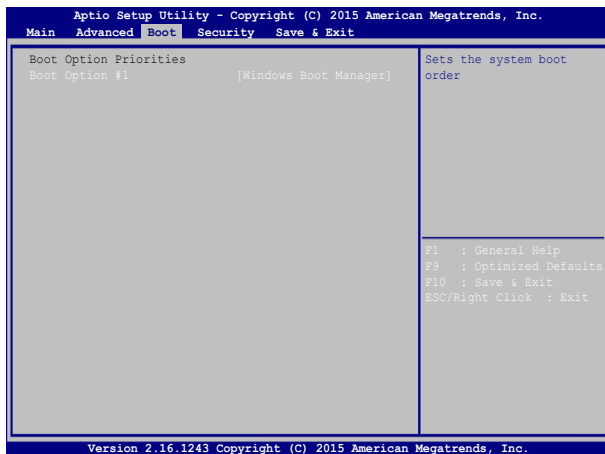 Aptio Setup Utility - Copyright (C) 2015 American Megatrends, Inc.
Main Advanced Boot Security Save & Exit
Boot Option Priorities
Boot Option #1 [Windows Boot Manager]
Sets the system boot
order
F1 : General Help
F9 : Optimized Defaults
F10 : Save & Exit
ESC/Right Click : Exit
Version 2.16.1243 Copyright (C) 2015 American Megatrends, Inc.